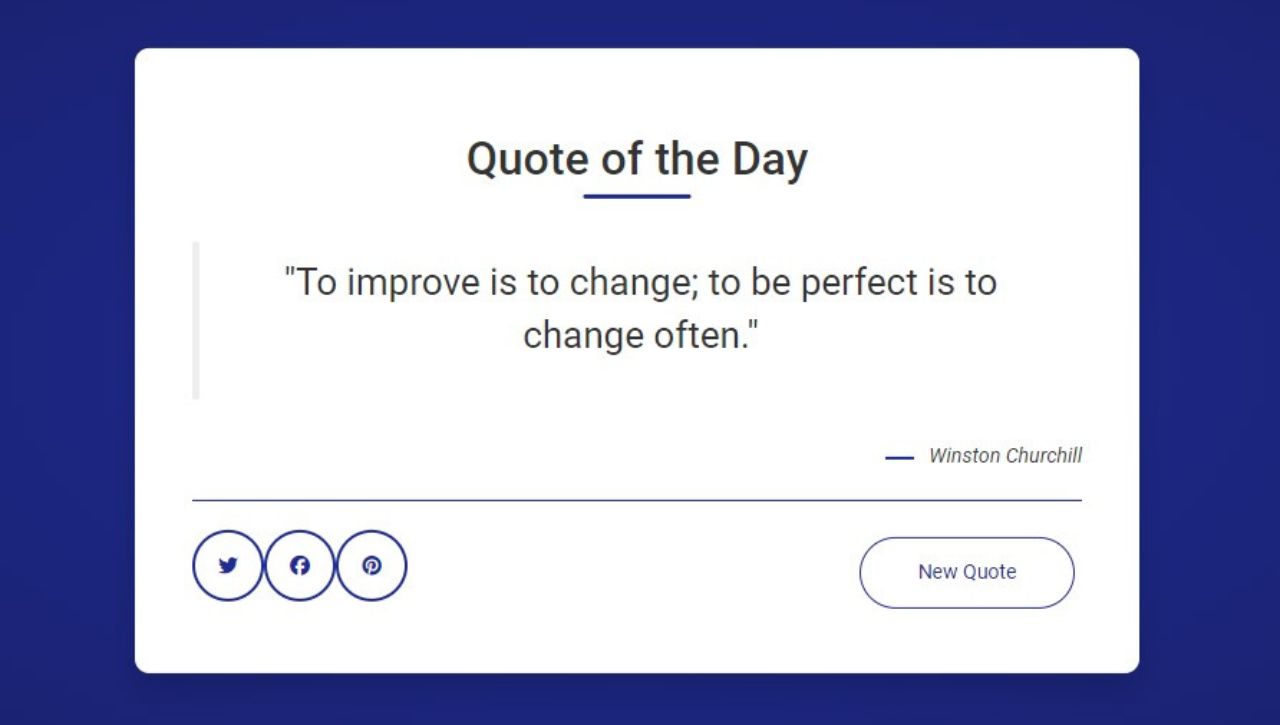 Quote of the Day
"To improve is to change; to be perfect is to
change often."
Winston Churchill
New Quote